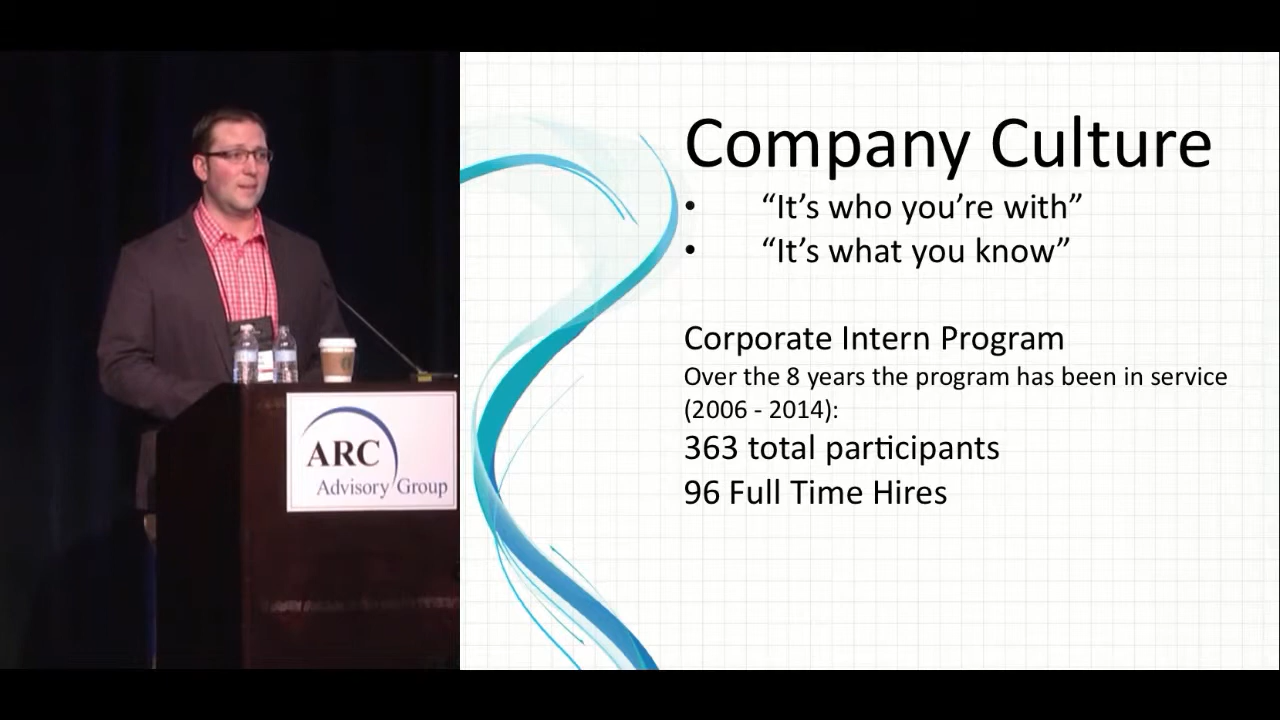 ARC
Advisory Group
Company Culture
• “It’s who you’re with”
• “It’s what you know”
Corporate Intern Program
Over the 8 years the program has been in service
(2006 - 2014):
363 total participants
96 Full Time Hires